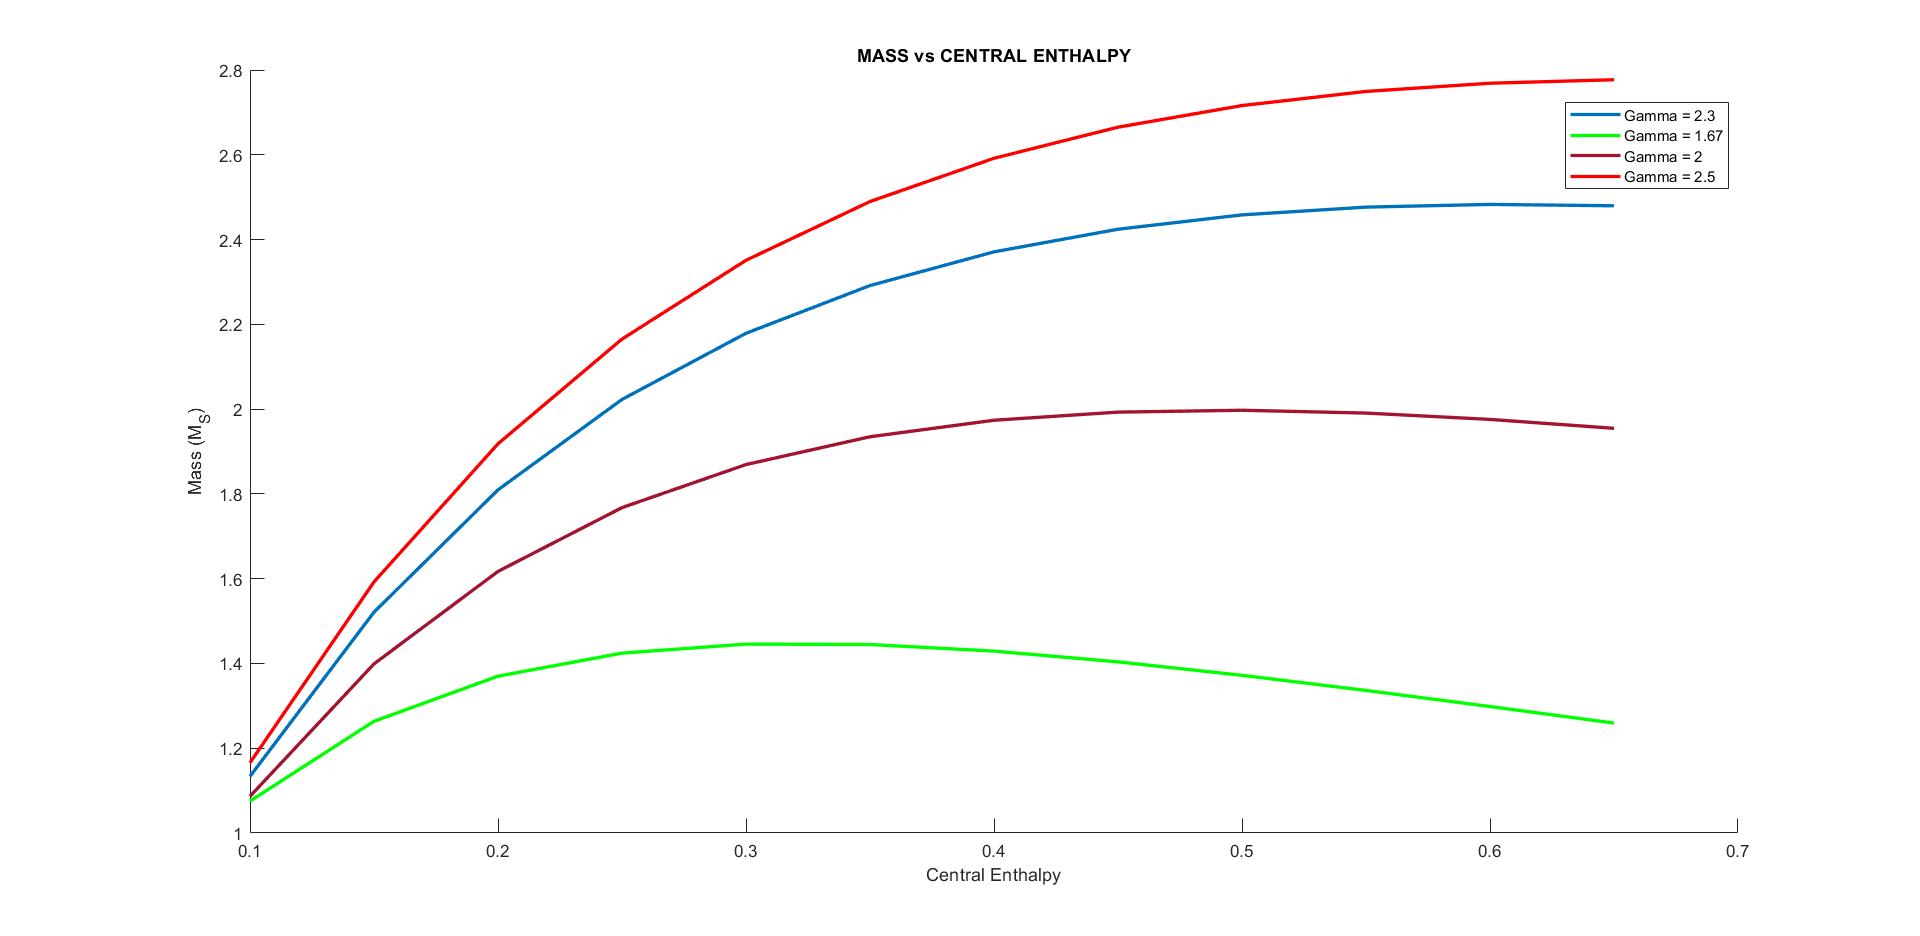 MASS vs CENTRAL ENTHALPY
2.8
2.6
2.4
2.2
2
1.8
1.6
1.4
1.2
1
Mass (M_S)
Gamma = 2.3
Gamma = 1.67
Gamma = 2
Gamma = 2.5
0.1 0.2 0.3 0.4 0.5 0.6 0.7
Central Enthalpy